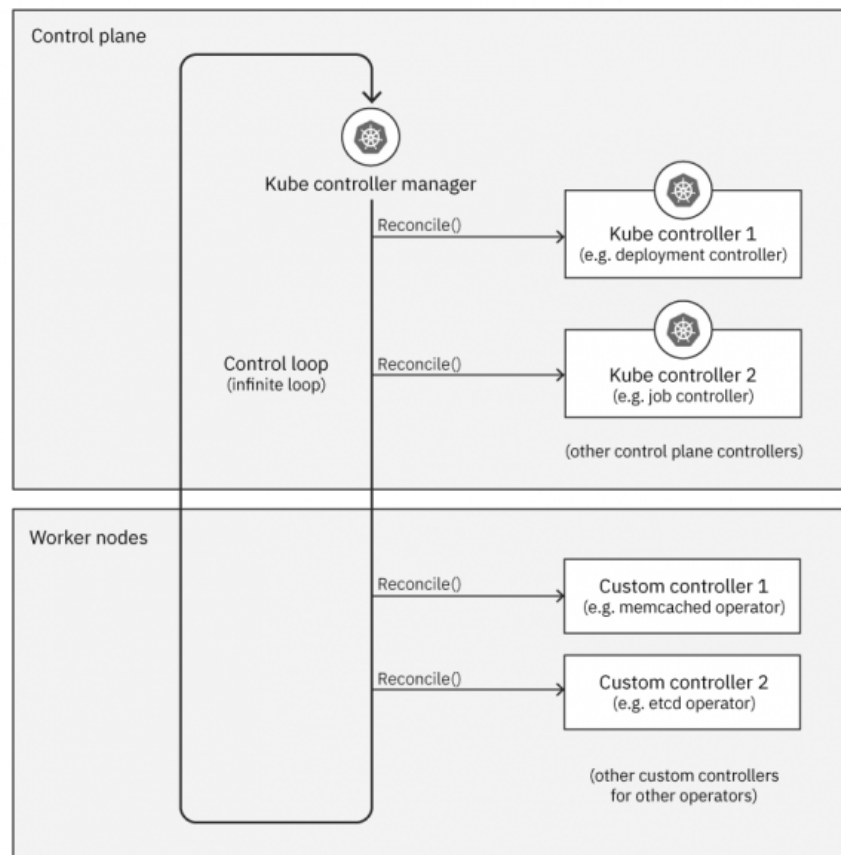 Control plane
Kube controller manager
Reconcile()
Kube controller 1
(e.g. deployment controller)
Control loop
(infinite loop)
Reconcile()
Kube controller 2
(e.g. job controller)
(other control plane controllers)
Worker nodes
Reconcile()
Custom controller 1
(e.g. memcached operator)
Reconcile()
Custom controller 2
(e.g. etcd operator)
(other custom controllers
for other operators)